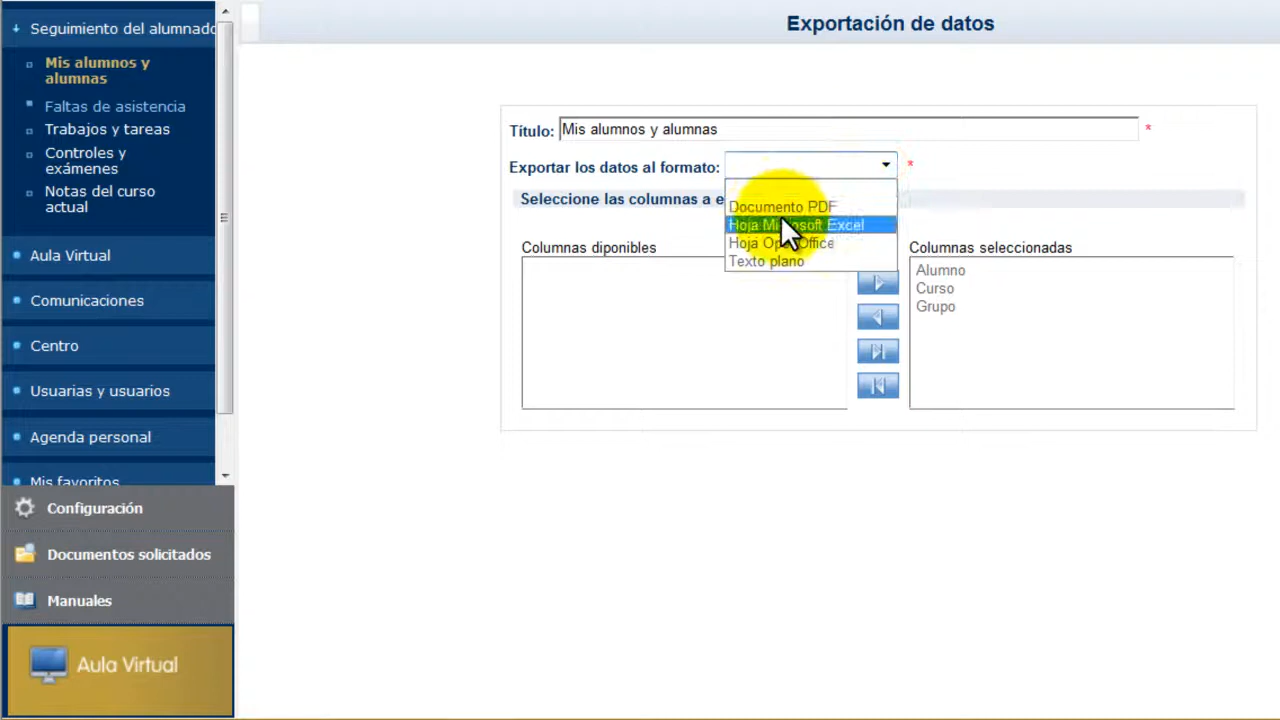 Seguimiento del alumnado
Mis alumnos y
alumnas
Faltas de asistencia
Trabajos y tareas
Controles y
exámenes
Notas del curso
actual
Aula Virtual
Comunicaciones
Centro
Usuarias y usuarios
Agenda personal
Mis favoritos
Configuración
Documentos solicitados
Manuales
Aula Virtual
Exportación de datos
Título: Mis alumnos y alumnas *
Exportar los datos al formato: *
Seleccione las columnas a e
Documento PDF
Hoja Microsoft Excel
Hoja OpenOffice
Texto plano
Columnas diponibles
Columnas seleccionadas
Alumno
Curso
Grupo